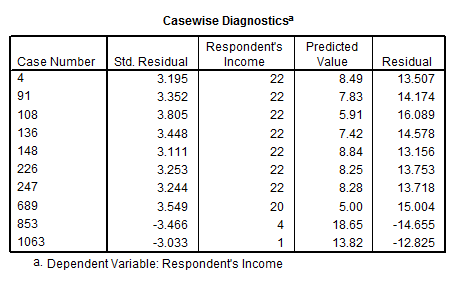 Casewise Diagnosticsa
Case Number Std. Residual Respondent's Income Predicted Value Residual
4 3.195 22 8.49 13.507
91 3.352 22 7.83 14.174
108 3.805 22 5.91 16.089
136 3.448 22 7.42 14.578
148 3.111 22 8.84 13.156
226 3.253 22 8.25 13.753
247 3.244 22 8.28 13.718
689 3.549 20 5.00 15.004
853 -3.466 4 18.65 -14.655
1063 -3.033 1 13.82 -12.825
a. Dependent Variable: Respondent's Income